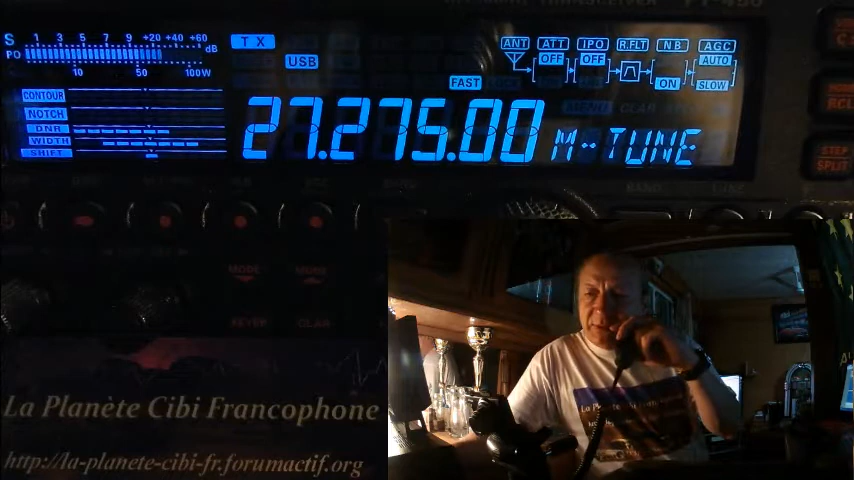 FT-450
S 1 3 5 7 9 +20 +40 +60 dB
PO
10 50 100W
TX
USB
FAST
ANT ATT IPO R.FLT NB AGC
OFF OFF AUTO
ON SLOW
CONTOUR
NOTCH
DNR
WIDTH
SHIFT
27.275.00 M-TUNE
RCL
STEP
SPLIT
MODE MODE
KEYER CLAR
La Planète Cibi Francophone
http://la-planete-cibi-fr.forumactif.org